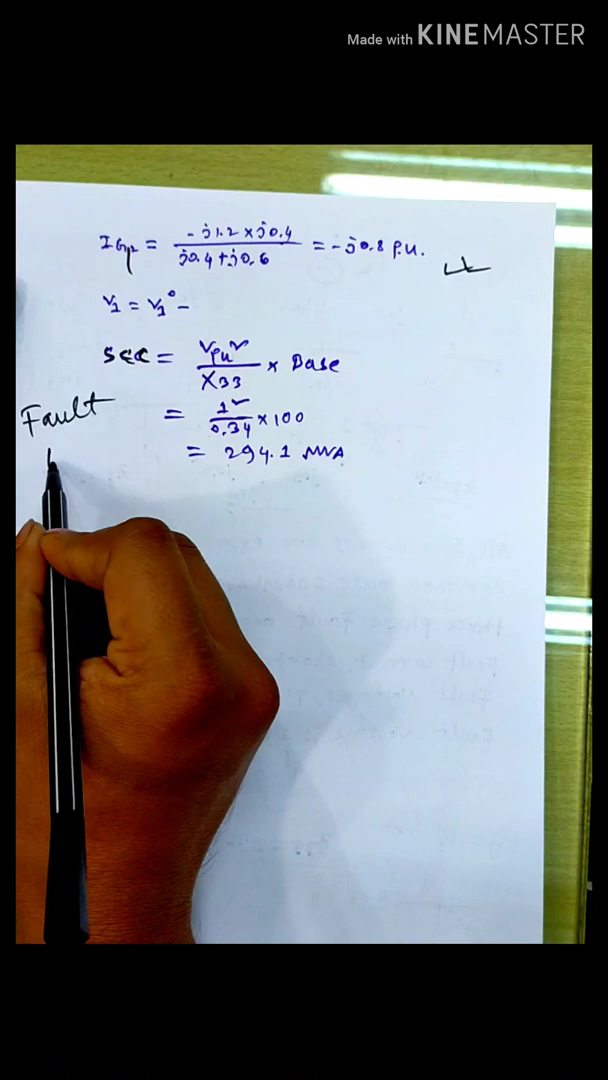 Made with KINEMASTER
IG2 = -j1.2 x j0.4 / j0.4 + j0.6 = -j0.8 P.U.
V1 = V1° -
SCC = Vpu² / X33 x Base
Fault
= 1² / 0.34 x 100
= 294.1 MVA